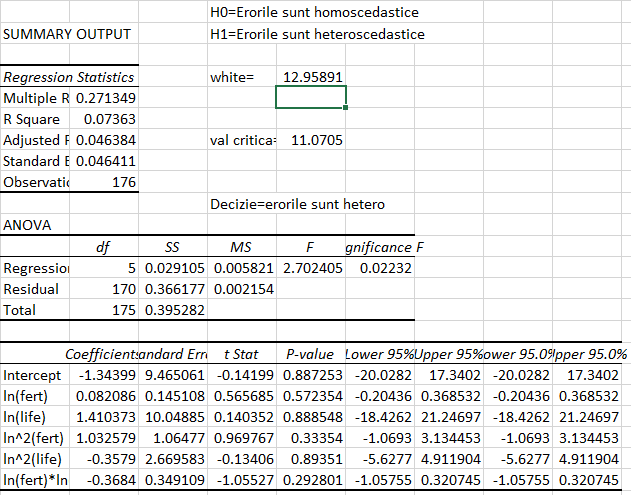 H0=Erorile sunt homoscedastice
SUMMARY OUTPUT H1=Erorile sunt heteroscedastice
Regression Statistics white= 12.95891
Multiple R 0.271349
R Square 0.07363
Adjusted R 0.046384 val critica= 11.0705
Standard E 0.046411
Observatio 176
Decizie=erorile sunt hetero
ANOVA
df SS MS F gnificance F
Regression 5 0.029105 0.005821 2.702405 0.02232
Residual 170 0.366177 0.002154
Total 175 0.395282
Coefficients andard Erro t Stat P-value Lower 95% Upper 95% ower 95.0% pper 95.0%
Intercept -1.34399 9.465061 -0.14199 0.887253 -20.0282 17.3402 -20.0282 17.3402
ln(fert) 0.082086 0.145108 0.565685 0.572354 -0.20436 0.368532 -0.20436 0.368532
ln(life) 1.410373 10.04885 0.140352 0.888548 -18.4262 21.24697 -18.4262 21.24697
ln^2(fert) 1.032579 1.06477 0.969767 0.33354 -1.0693 3.134453 -1.0693 3.134453
ln^2(life) -0.3579 2.669583 -0.13406 0.89351 -5.6277 4.911904 -5.6277 4.911904
ln(fert)*ln -0.3684 0.349109 -1.05527 0.292801 -1.05755 0.320745 -1.05755 0.320745